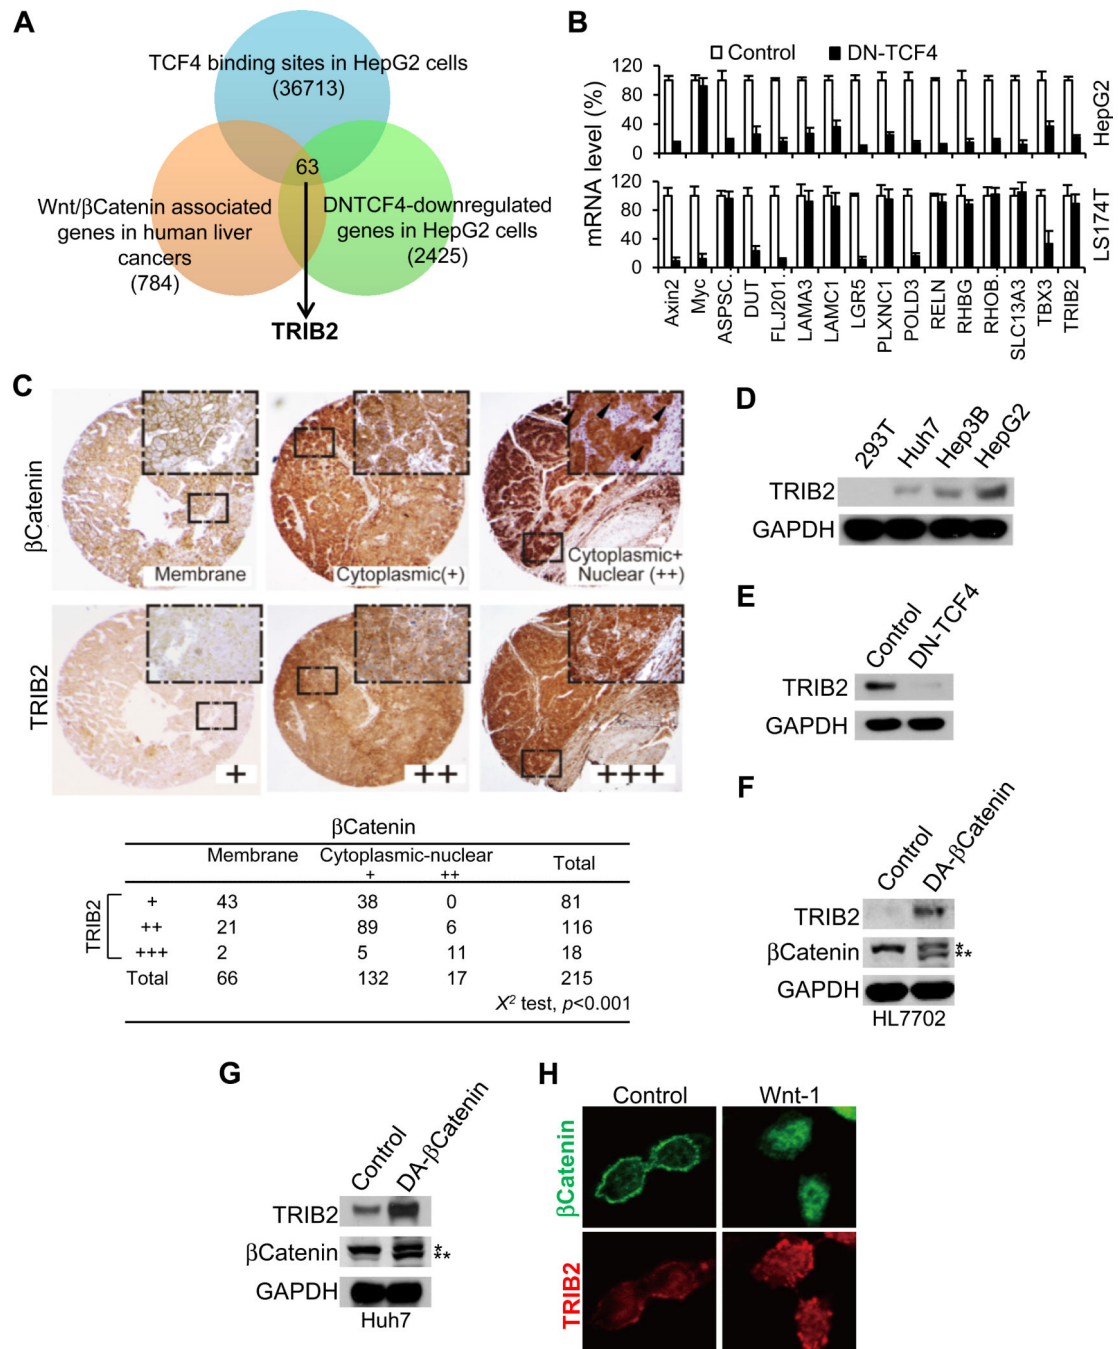 A
TCF4 binding sites in HepG2 cells
(36713)
63
Wnt/βCatenin associated
genes in human liver
cancers
(784)
DNTCF4-downregulated
genes in HepG2 cells
(2425)
TRIB2
B
Control DN-TCF4
mRNA level (%)
120
80
40
0
HepG2
120
80
40
0
LS174T
Axin2
Myc
ASPSC.
DUT
FLJ201.
LAMA3
LAMC1
LGR5
PLXNC1
POLD3
RELN
RHBG
RHOB.
SLC13A3
TBX3
TRIB2
C
βCatenin
Membrane
Cytoplasmic(+)
Cytoplasmic+
Nuclear (++)
TRIB2
+
++
+++
βCatenin
Membrane Cytoplasmic-nuclear Total
+ ++
TRIB2
+ 43 38 0 81
++ 21 89 6 116
+++ 2 5 11 18
Total 66 132 17 215
X² test, p<0.001
D
293T Huh7 Hep3B HepG2
TRIB2
GAPDH
E
Control DN-TCF4
TRIB2
GAPDH
F
Control DA-βCatenin
TRIB2
βCatenin *
**
GAPDH
HL7702
G
Control DA-βCatenin
TRIB2
βCatenin *
**
GAPDH
Huh7
H
Control Wnt-1
βCatenin
TRIB2